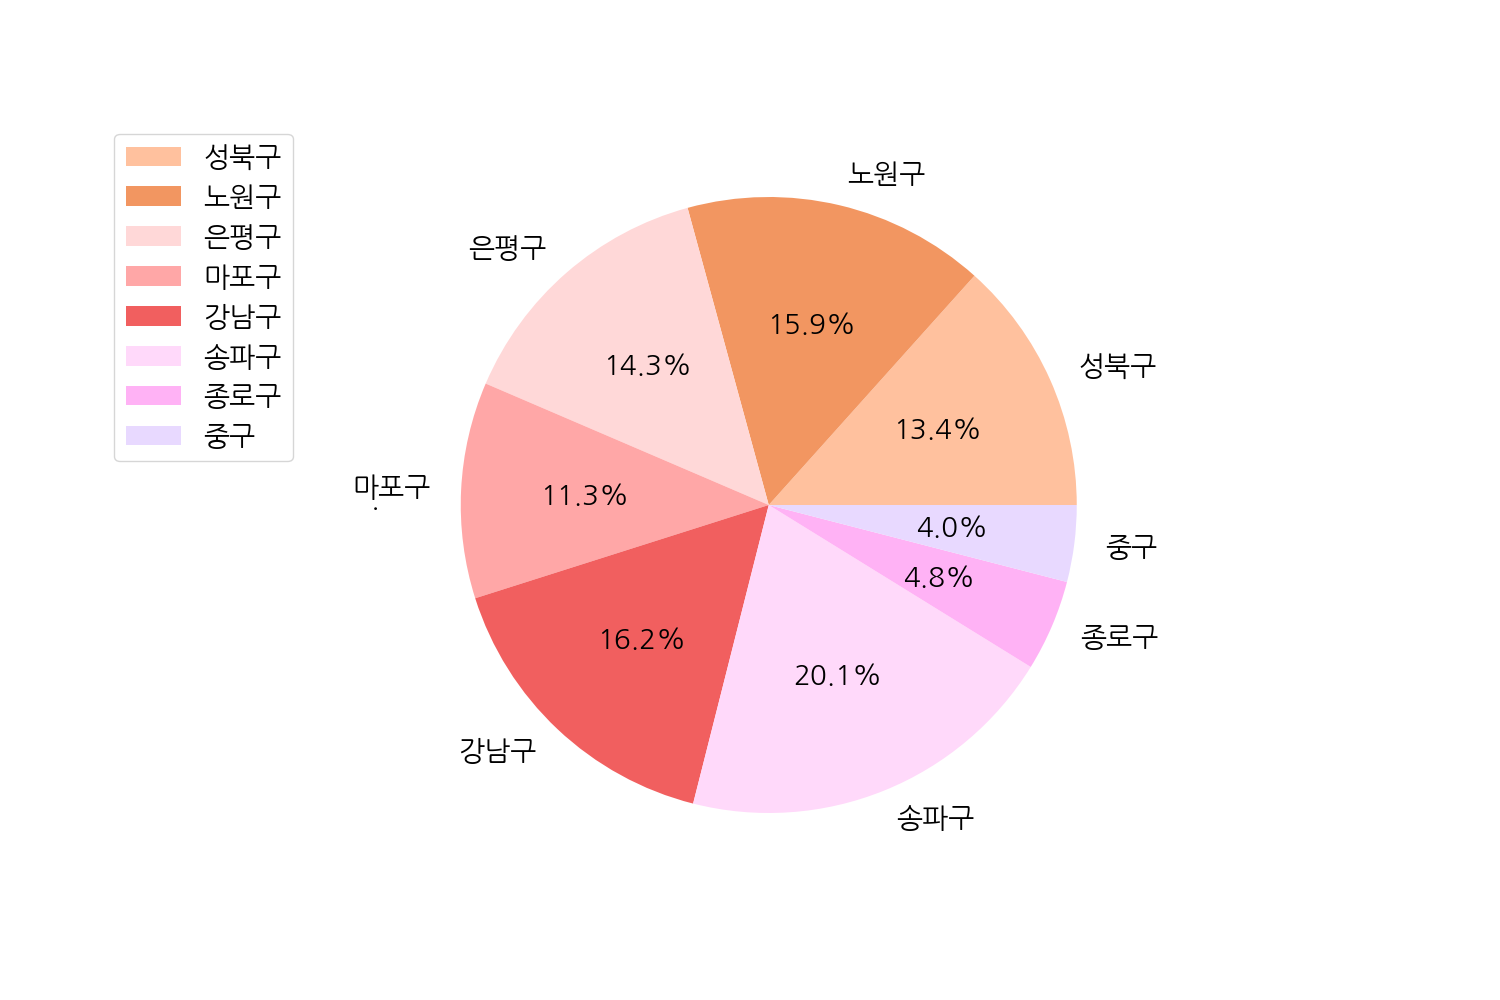 성북구
노원구
은평구
마포구
강남구
송파구
종로구
중구
노원구
은평구
성북구
마포구
중구
종로구
강남구
송파구
15.9%
14.3%
13.4%
11.3%
4.0%
4.8%
16.2%
20.1%